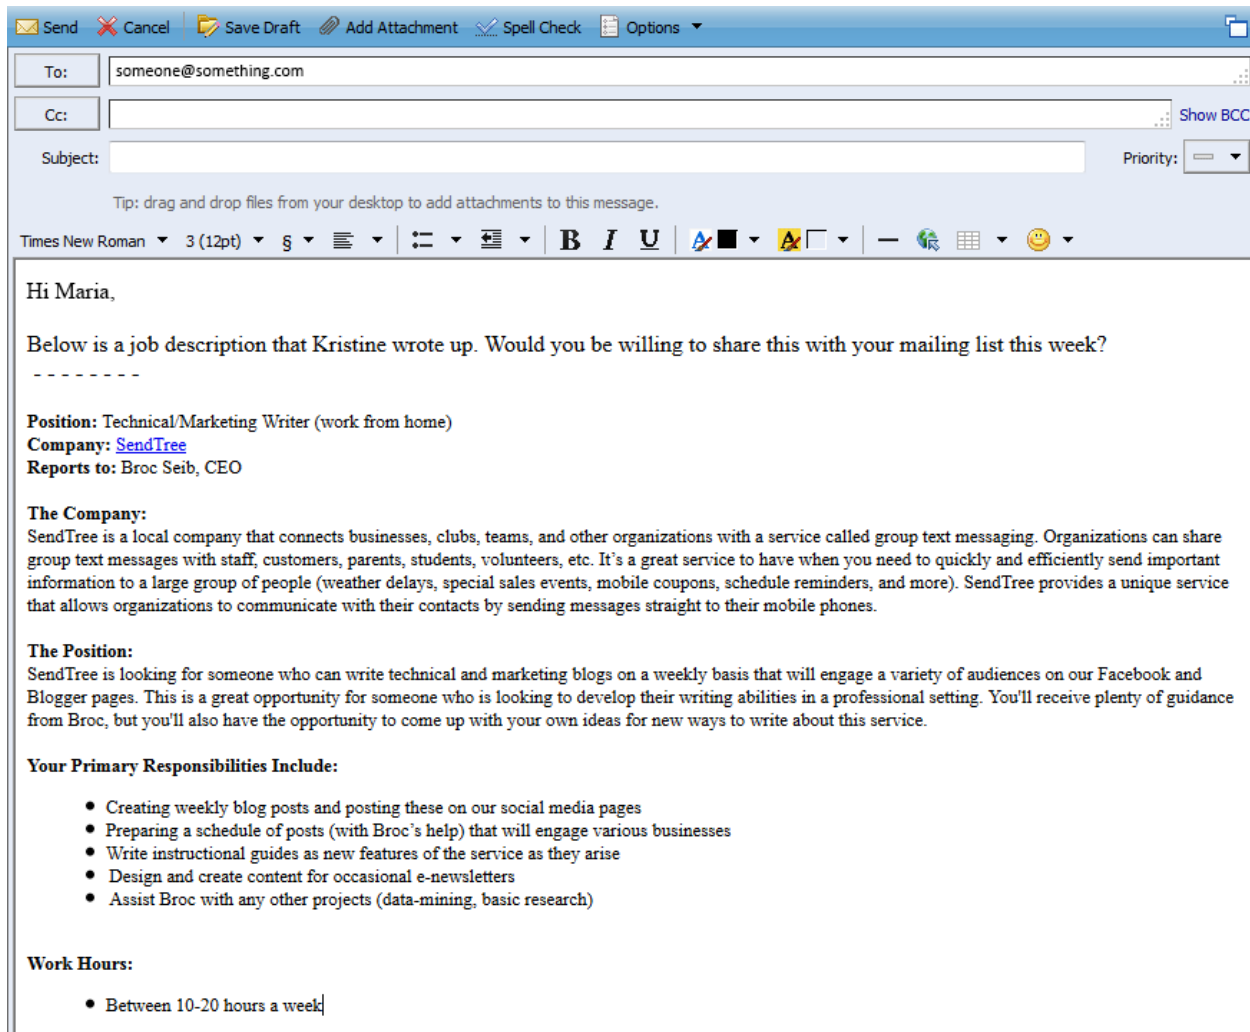 Send Cancel Save Draft Add Attachment Spell Check Options
To: someone@something.com
Cc: Show BCC
Subject: Priority:
Tip: drag and drop files from your desktop to add attachments to this message.
Times New Roman 3 (12pt) § B I U
Hi Maria,
Below is a job description that Kristine wrote up. Would you be willing to share this with your mailing list this week?
- - - - - - - -
Position: Technical/Marketing Writer (work from home)
Company: SendTree
Reports to: Broc Seib, CEO
The Company:
SendTree is a local company that connects businesses, clubs, teams, and other organizations with a service called group text messaging. Organizations can share
group text messages with staff, customers, parents, students, volunteers, etc. It’s a great service to have when you need to quickly and efficiently send important
information to a large group of people (weather delays, special sales events, mobile coupons, schedule reminders, and more). SendTree provides a unique service
that allows organizations to communicate with their contacts by sending messages straight to their mobile phones.
The Position:
SendTree is looking for someone who can write technical and marketing blogs on a weekly basis that will engage a variety of audiences on our Facebook and
Blogger pages. This is a great opportunity for someone who is looking to develop their writing abilities in a professional setting. You'll receive plenty of guidance
from Broc, but you'll also have the opportunity to come up with your own ideas for new ways to write about this service.
Your Primary Responsibilities Include:
• Creating weekly blog posts and posting these on our social media pages
• Preparing a schedule of posts (with Broc’s help) that will engage various businesses
• Write instructional guides as new features of the service as they arise
• Design and create content for occasional e-newsletters
• Assist Broc with any other projects (data-mining, basic research)
Work Hours:
• Between 10-20 hours a week